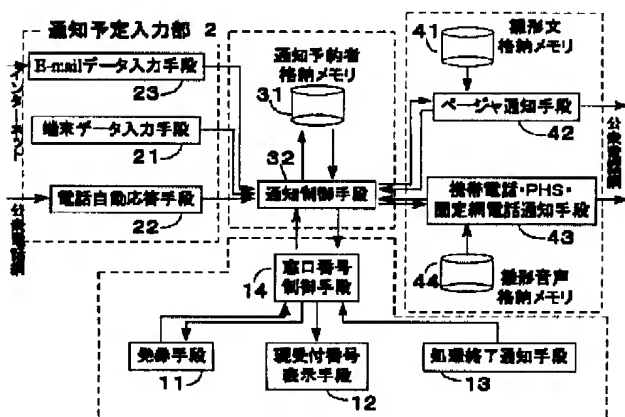 通知予定入力部 2
E-mailデータ入力手段
23
端末データ入力手段
21
電話自動応答手段
22
インターネット
公衆電話網
通知予約者
格納メモリ
31
32
通知制御手段
41
雛形文
格納メモリ
ページャ通知手段
42
公衆電話網
携帯電話・PHS・
固定網電話通知手段
43
44
雛形音声
格納メモリ
窓口番号
制御手段
14
発券手段
11
現受付番号
表示手段
12
処理終了通知手段
13